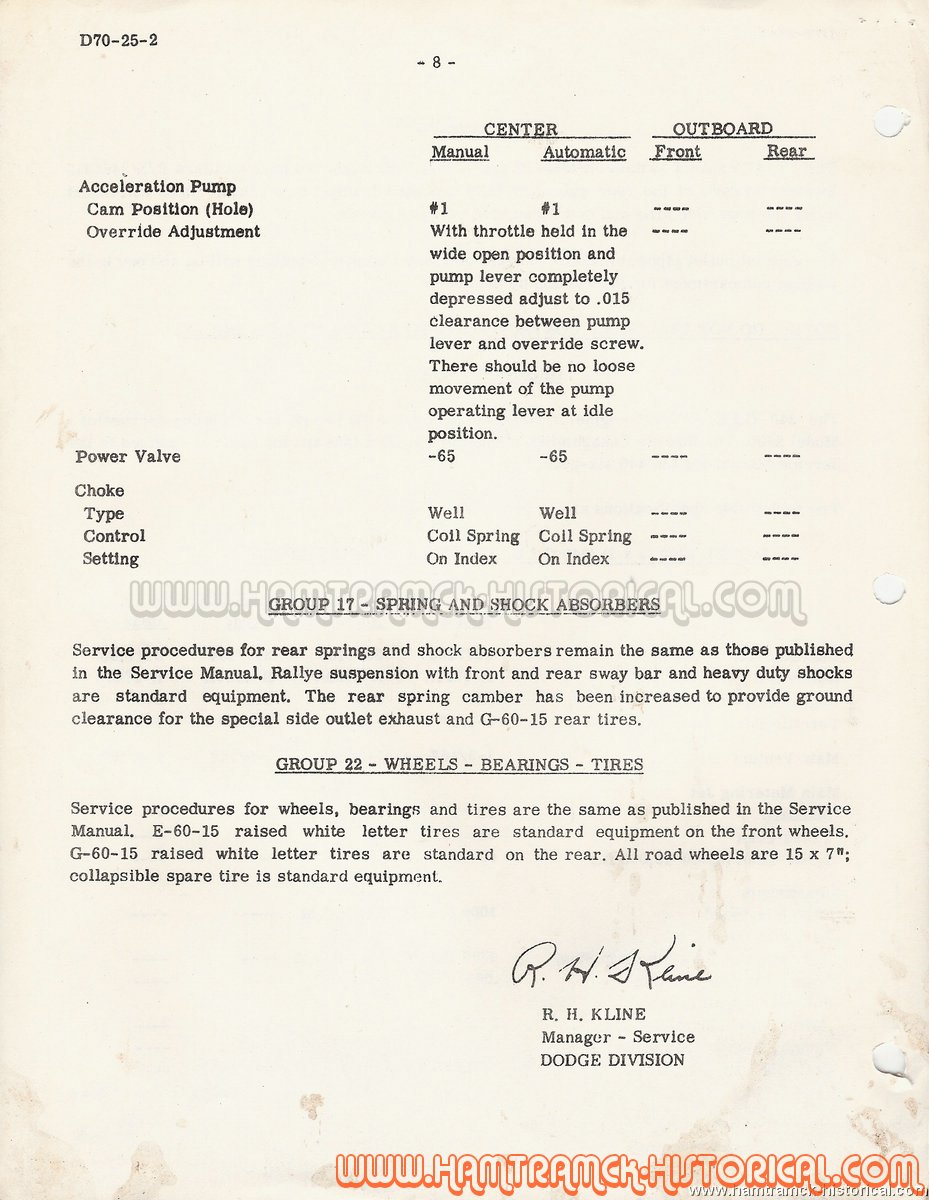 D70-25-2
- 8 -
CENTER OUTBOARD
Manual Automatic Front Rear
Acceleration Pump
Cam Position (Hole) #1 #1 ---- ----
Override Adjustment With throttle held in the ---- ----
wide open position and
pump lever completely
depressed adjust to .015
clearance between pump
lever and override screw.
There should be no loose
movement of the pump
operating lever at idle
position.
Power Valve -65 -65 ---- ----
Choke
Type Well Well ---- ----
Control Coil Spring Coil Spring ---- ----
Setting On Index On Index ---- ----
www.Hamtramck-Historical.com
GROUP 17 - SPRING AND SHOCK ABSORBERS
Service procedures for rear springs and shock absorbers remain the same as those published
in the Service Manual. Rallye suspension with front and rear sway bar and heavy duty shocks
are standard equipment. The rear spring camber has been increased to provide ground
clearance for the special side outlet exhaust and G-60-15 rear tires.
GROUP 22 - WHEELS - BEARINGS - TIRES
Service procedures for wheels, bearings and tires are the same as published in the Service
Manual. E-60-15 raised white letter tires are standard equipment on the front wheels.
G-60-15 raised white letter tires are standard on the rear. All road wheels are 15 x 7";
collapsible spare tire is standard equipment.
R. H. Kline
R. H. KLINE
Manager - Service
DODGE DIVISION
www.Hamtramck-Historical.com
www.hamtramck-historical.com